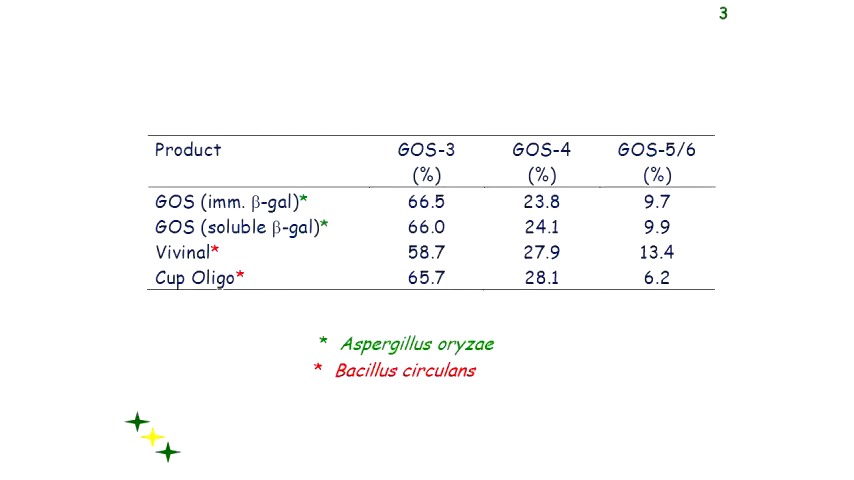 3
Product GOS-3 GOS-4 GOS-5/6
(%) (%) (%)
GOS (imm. β-gal)* 66.5 23.8 9.7
GOS (soluble β-gal)* 66.0 24.1 9.9
Vivinal* 58.7 27.9 13.4
Cup Oligo* 65.7 28.1 6.2
* Aspergillus oryzae
* Bacillus circulans